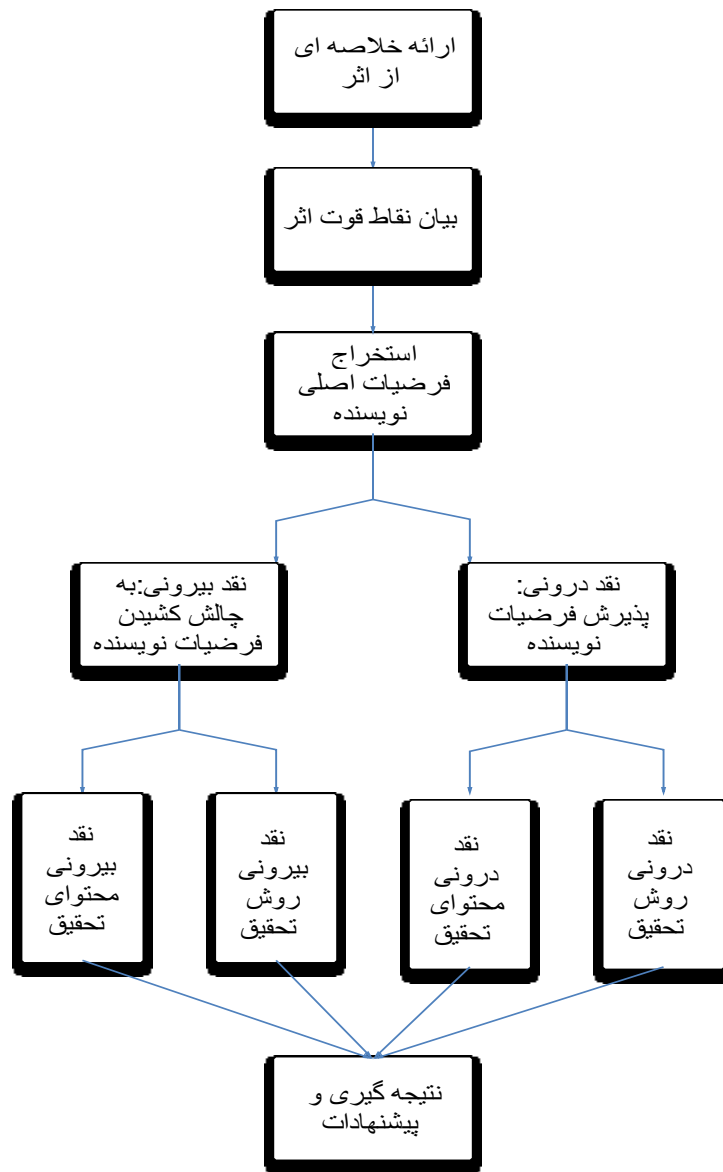 ارائه خلاصه ای
از اثر
بیان نقاط قوت اثر
استخراج
فرضیات اصلی
نویسنده
نقد درونی:
پذیرش فرضیات
نویسنده
نقد بیرونی:به
چالش کشیدن
فرضیات نویسنده
نقد
درونی
روش
تحقیق
نقد
درونی
محتوای
تحقیق
نقد
بیرونی
روش
تحقیق
نقد
بیرونی
محتوای
تحقیق
نتیجه گیری و
پیشنهادات